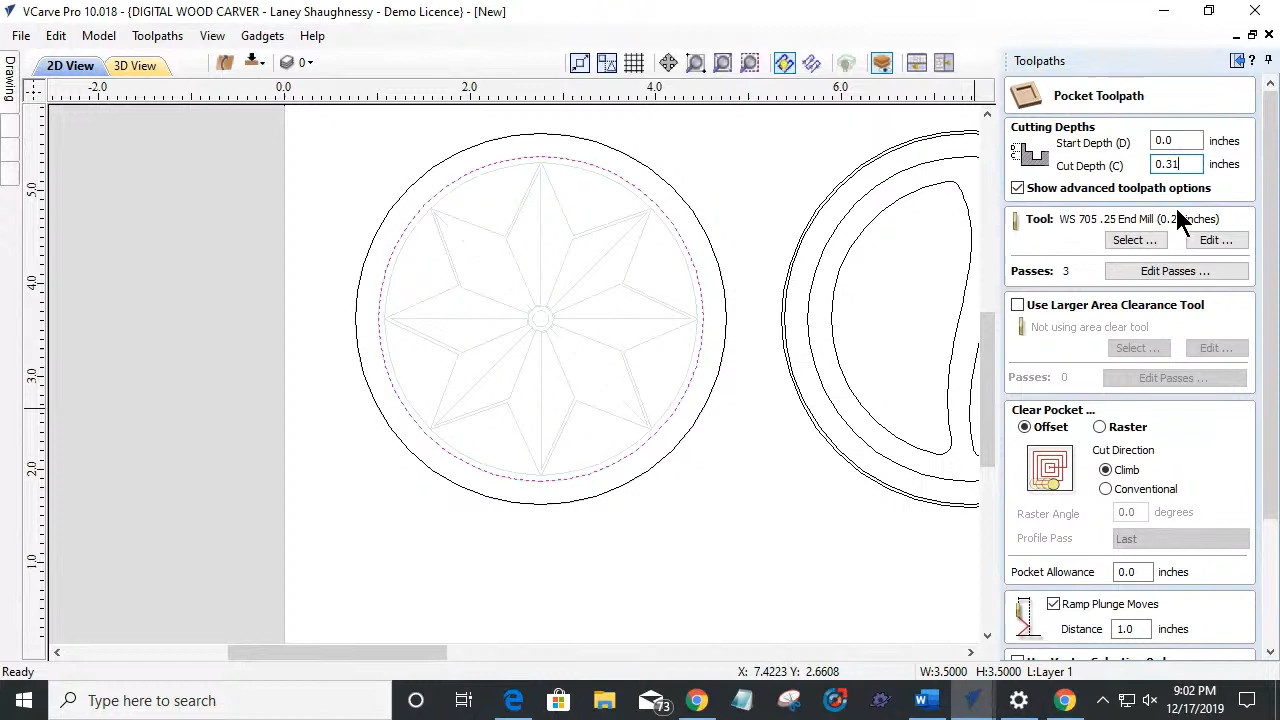 VCarve Pro 10.018 - {DIGITAL WOOD CARVER - Laney Shaughnessy - Demo Licence} - [New]
File Edit Model Toolpaths View Gadgets Help
2D View 3D View 0
Toolpaths
Drawing
-2.0 0.0 2.0 4.0 6.0
5.0
4.0
3.0
2.0
1.0
Pocket Toolpath
Cutting Depths
Start Depth (D) 0.0 inches
Cut Depth (C) 0.31 inches
Show advanced toolpath options
Tool: WS 705 .25 End Mill (0.2 inches)
Select ... Edit ...
Passes: 3 Edit Passes ...
Use Larger Area Clearance Tool
Not using area clear tool
Select ... Edit ...
Passes: 0 Edit Passes ...
Clear Pocket ...
Offset Raster
Cut Direction
Climb
Conventional
Raster Angle 0.0 degrees
Profile Pass Last
Pocket Allowance 0.0 inches
Ramp Plunge Moves
Distance 1.0 inches
Ready X: 7.4223 Y: 2.6608 W:3.5000 H:3.5000 L:Layer 1
Type here to search
73
9:02 PM
12/17/2019